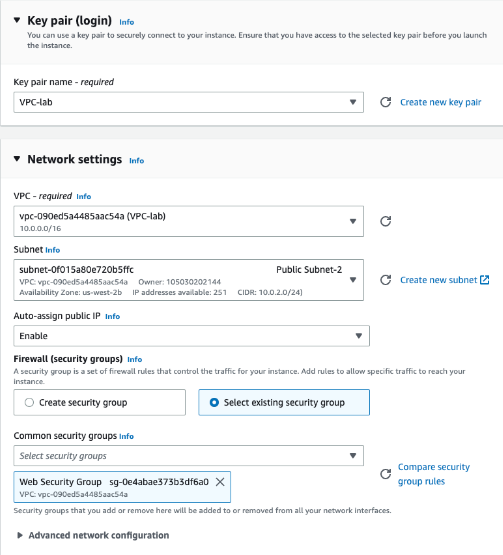 Key pair (login) Info
You can use a key pair to securely connect to your instance. Ensure that you have access to the selected key pair before you launch
the instance.
Key pair name - required
VPC-lab
Create new key pair
Network settings Info
VPC - required Info
vpc-090ed5a4485aac54a (VPC-lab)
10.0.0.0/16
Subnet Info
subnet-0f015a80e720b5ffc Public Subnet-2
VPC: vpc-090ed5a4485aac54a Owner: 105030202144
Availability Zone: us-west-2b IP addresses available: 251 CIDR: 10.0.2.0/24)
Create new subnet
Auto-assign public IP Info
Enable
Firewall (security groups) Info
A security group is a set of firewall rules that control the traffic for your instance. Add rules to allow specific traffic to reach your
instance.
Create security group
Select existing security group
Common security groups Info
Select security groups
Web Security Group sg-0e4abae373b3df6a0
VPC: vpc-090ed5a4485aac54a
Compare security
group rules
Security groups that you add or remove here will be added to or removed from all your network interfaces.
Advanced network configuration